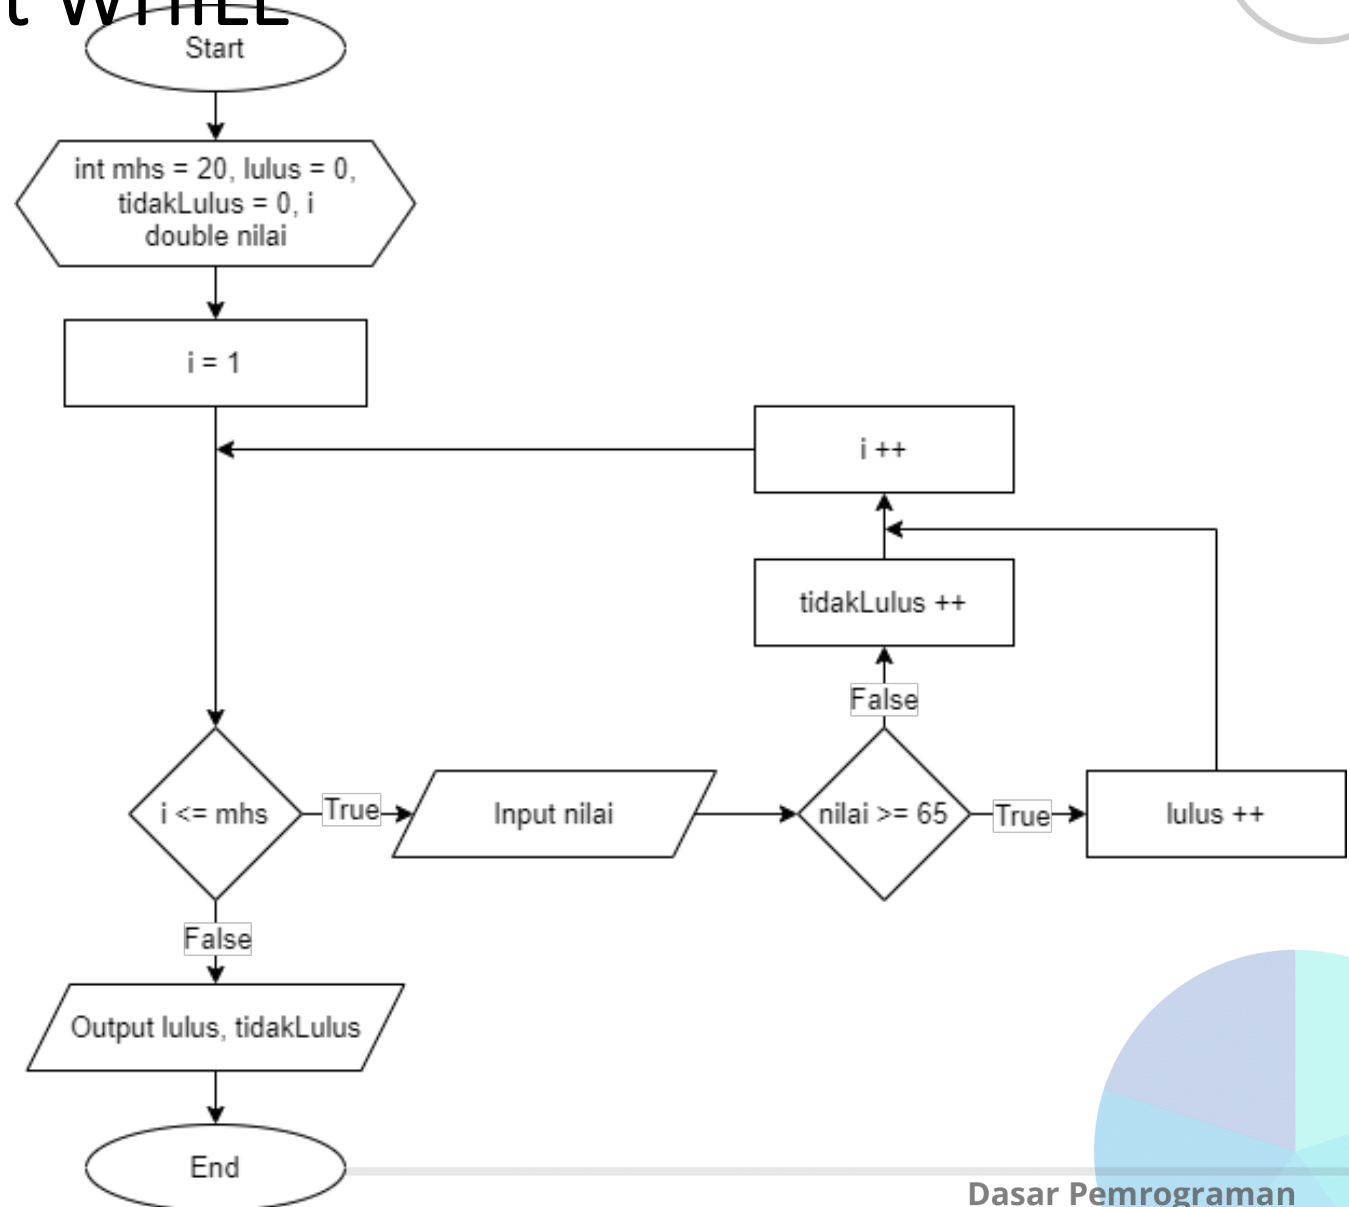 t WHILE
Start
int mhs = 20, lulus = 0,
tidakLulus = 0, i
double nilai
i = 1
i ++
tidakLulus ++
False
i <= mhs
True
Input nilai
nilai >= 65
True
lulus ++
False
Output lulus, tidakLulus
End
Dasar Pemrograman